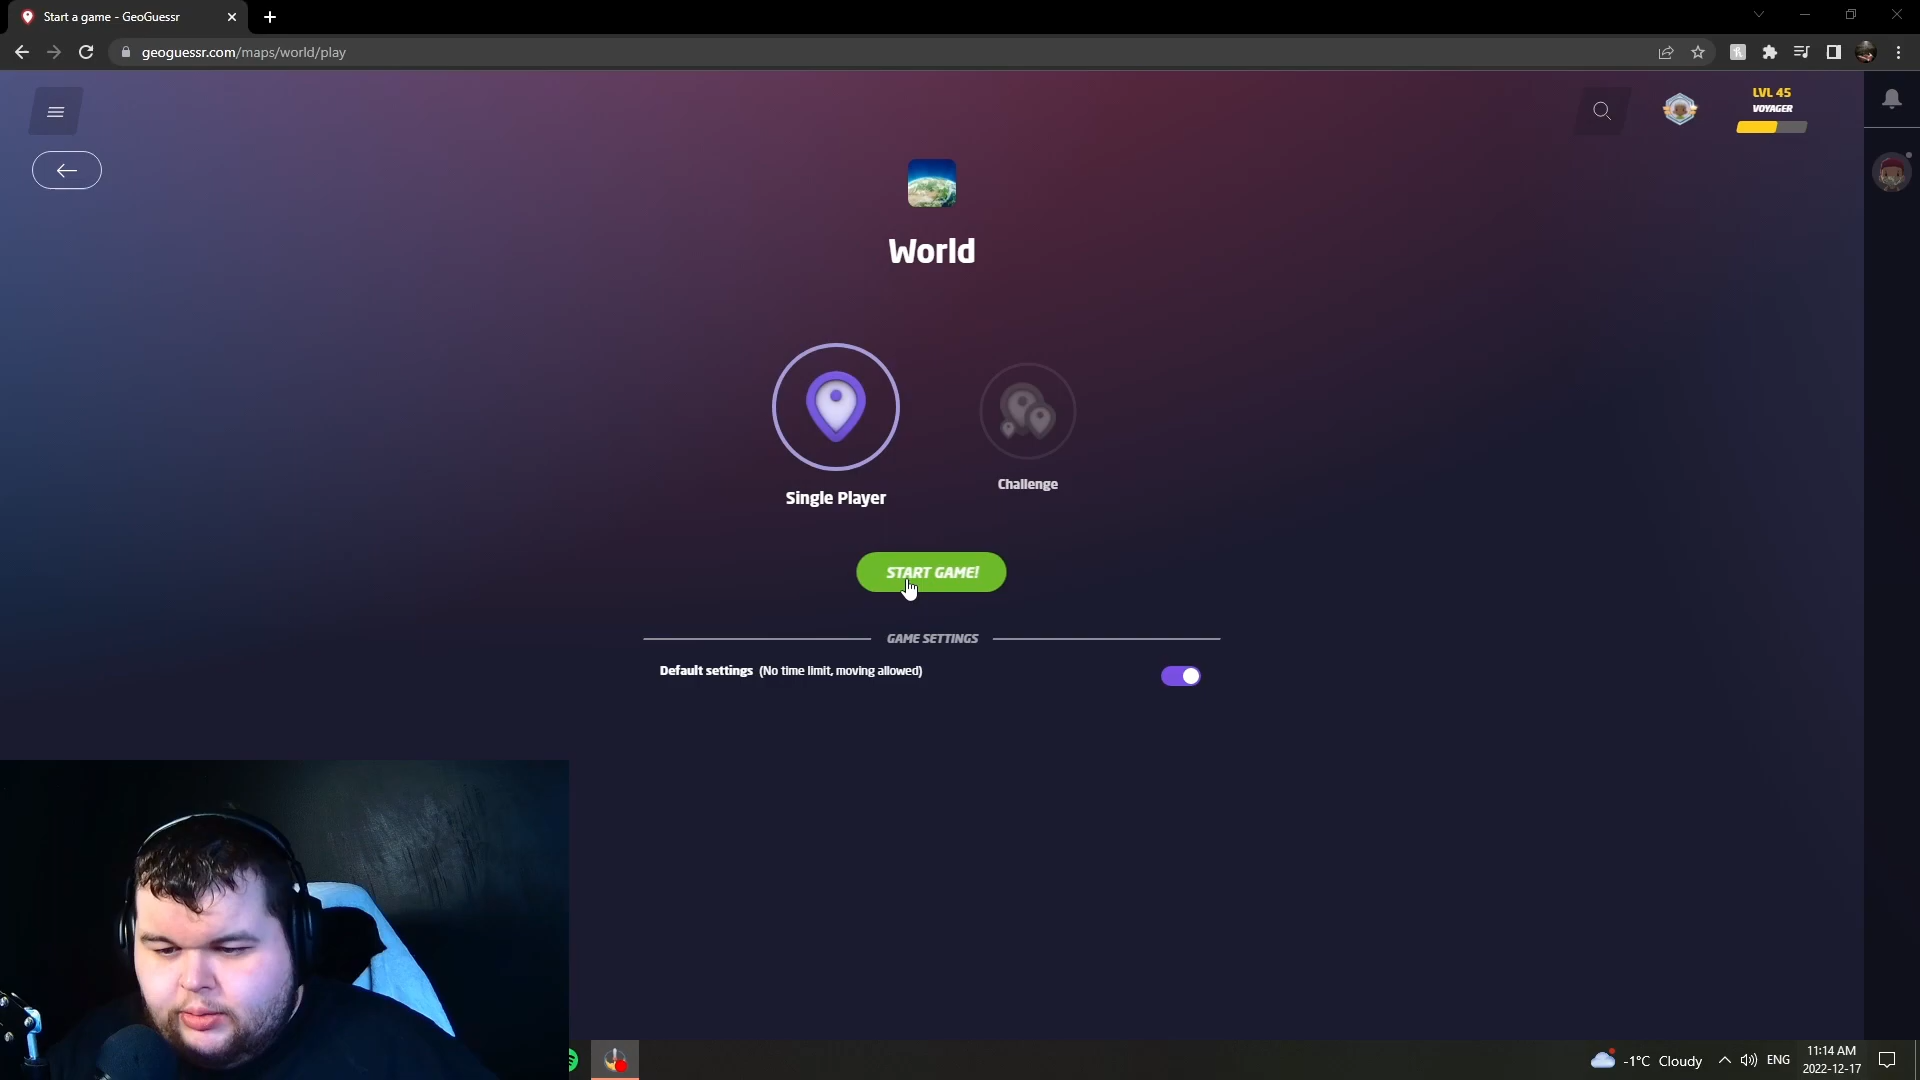 Start a game - GeoGuessr
geoguessr.com/maps/world/play
LVL 45
VOYAGER
World
Single Player
Challenge
START GAME!
GAME SETTINGS
Default settings (No time limit, moving allowed)
-1°C Cloudy
ENG
11:14 AM
2022-12-17